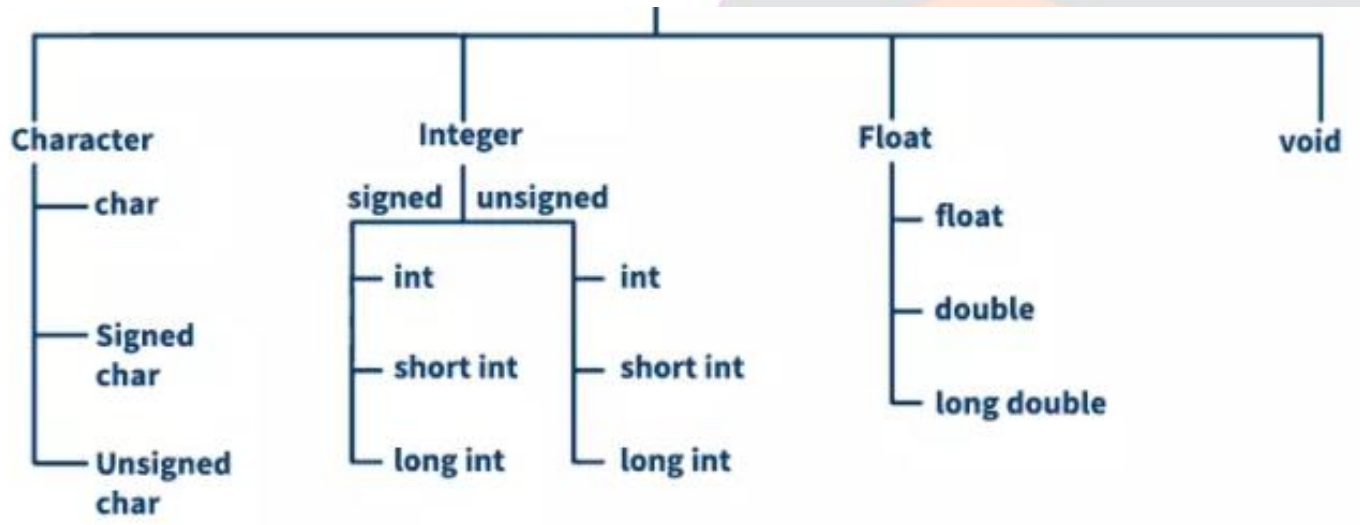 Character
Integer
Float
void
char
signed
unsigned
float
int
int
Signed
char
short int
short int
double
long double
Unsigned
char
long int
long int